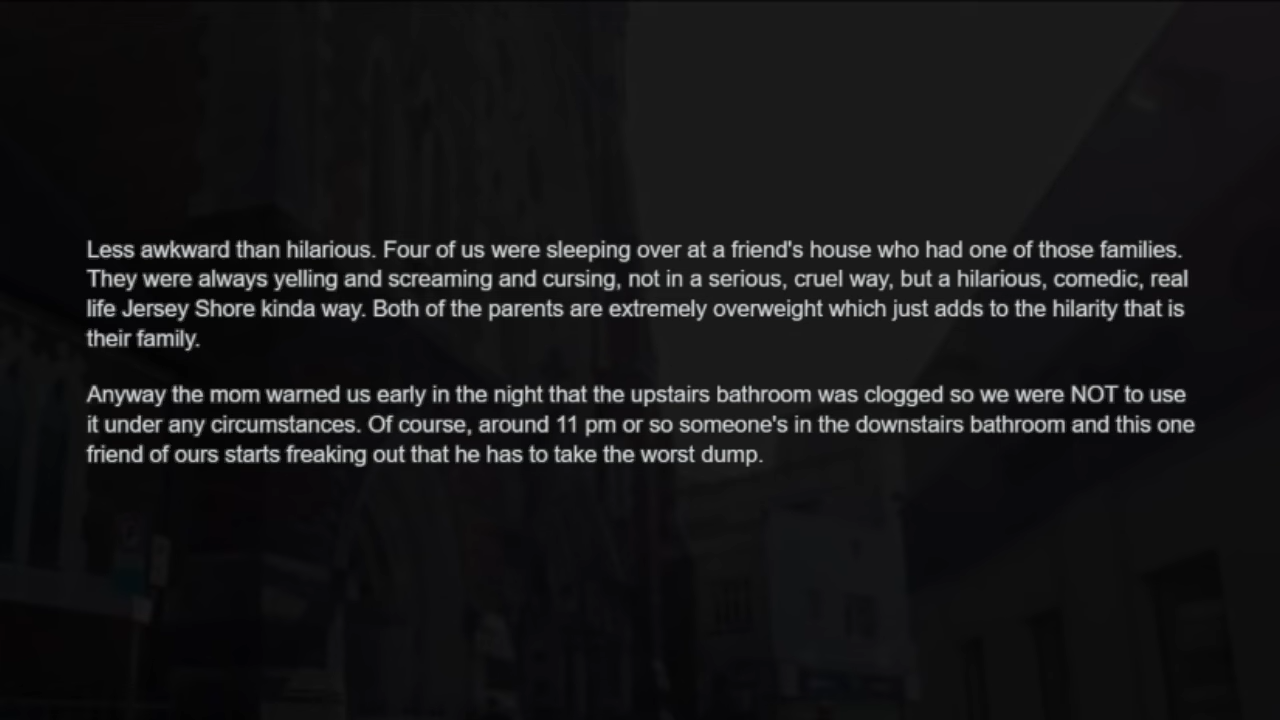 Less awkward than hilarious. Four of us were sleeping over at a friend's house who had one of those families.
They were always yelling and screaming and cursing, not in a serious, cruel way, but a hilarious, comedic, real
life Jersey Shore kinda way. Both of the parents are extremely overweight which just adds to the hilarity that is
their family.
Anyway the mom warned us early in the night that the upstairs bathroom was clogged so we were NOT to use
it under any circumstances. Of course, around 11 pm or so someone's in the downstairs bathroom and this one
friend of ours starts freaking out that he has to take the worst dump.